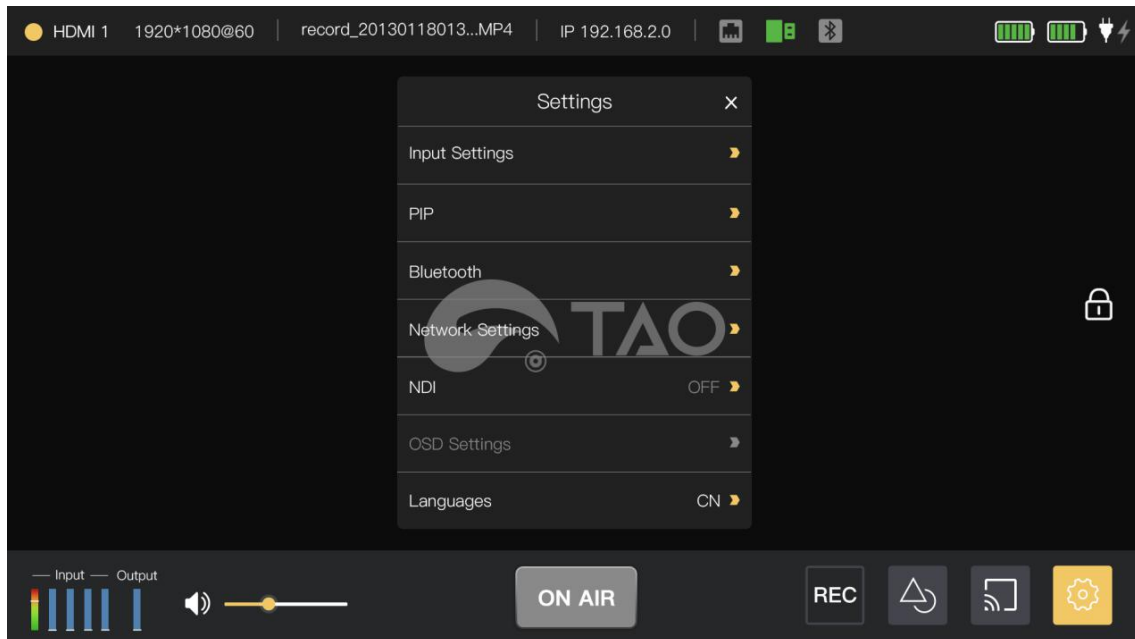 HDMI 1 1920*1080@60 record_20130118013...MP4 IP 192.168.2.0
Settings
Input Settings
PIP
Bluetooth
Network Settings
TAO
NDI OFF
OSD Settings
Languages CN
Input Output
ON AIR
REC